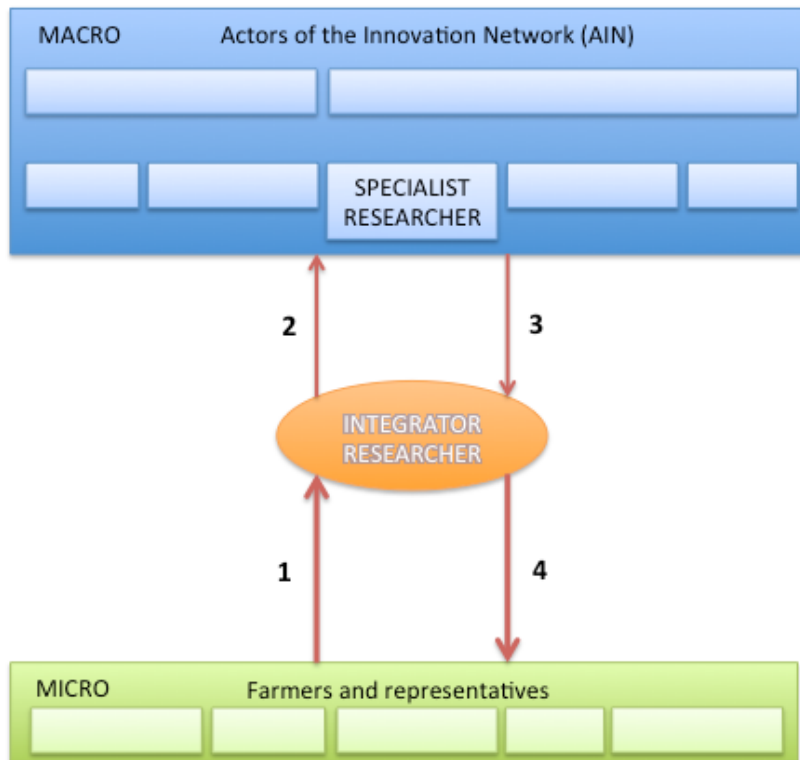 MACRO Actors of the Innovation Network (AIN)
SPECIALIST
RESEARCHER
2 3
INTEGRATOR
RESEARCHER
1 4
MICRO Farmers and representatives